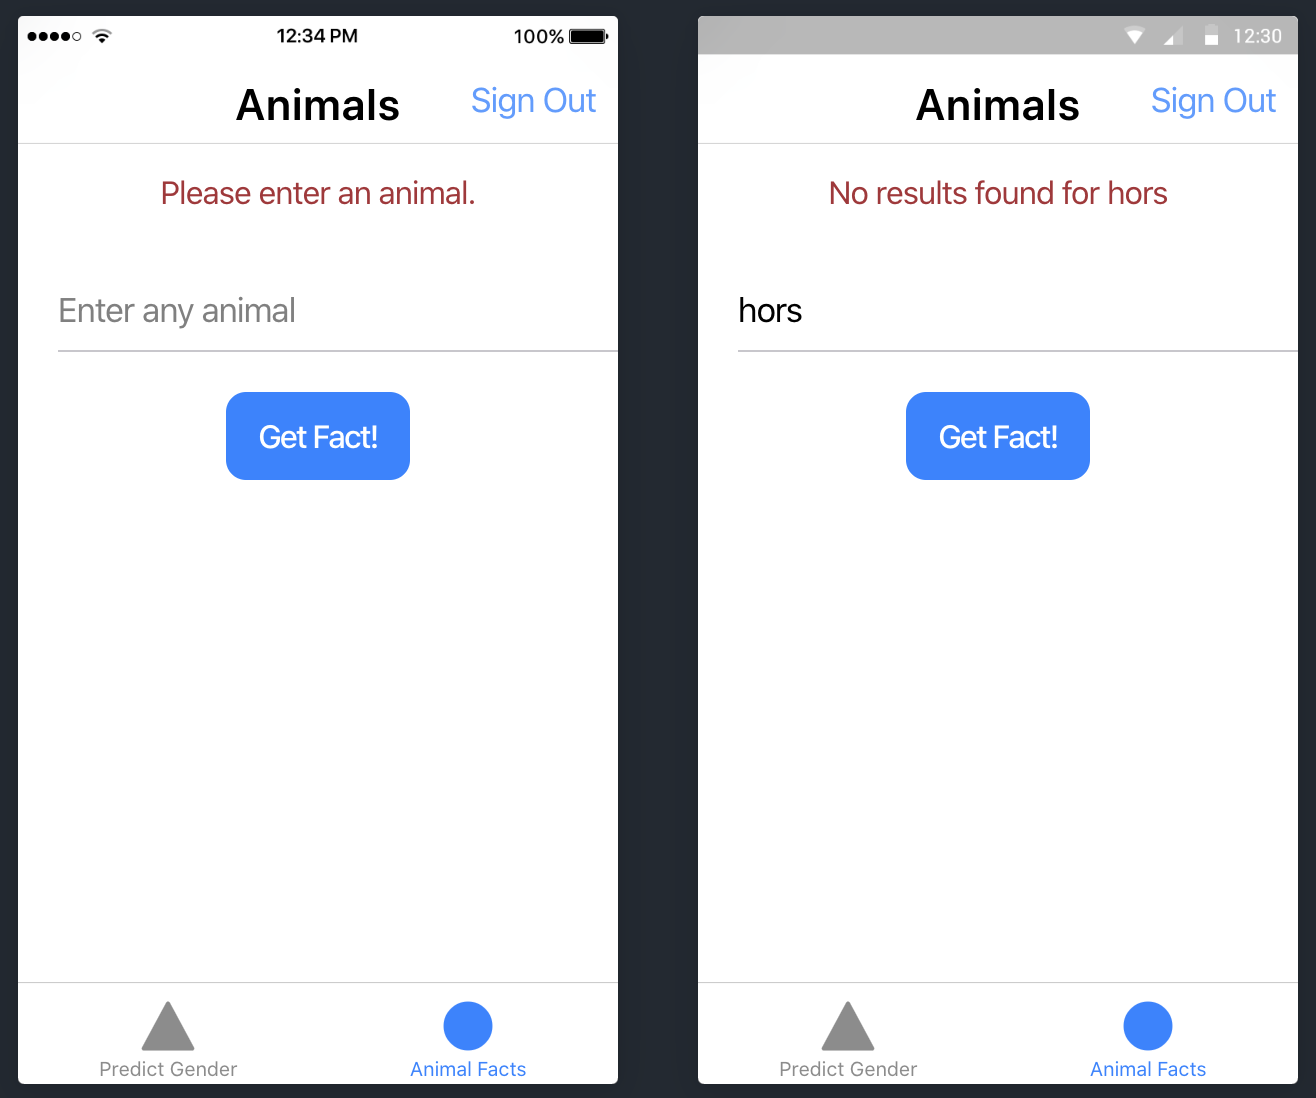 12:34 PM
100%
Animals
Sign Out
Please enter an animal.
Enter any animal
Get Fact!
Predict Gender
Animal Facts
12:30
Animals
Sign Out
No results found for hors
hors
Get Fact!
Predict Gender
Animal Facts